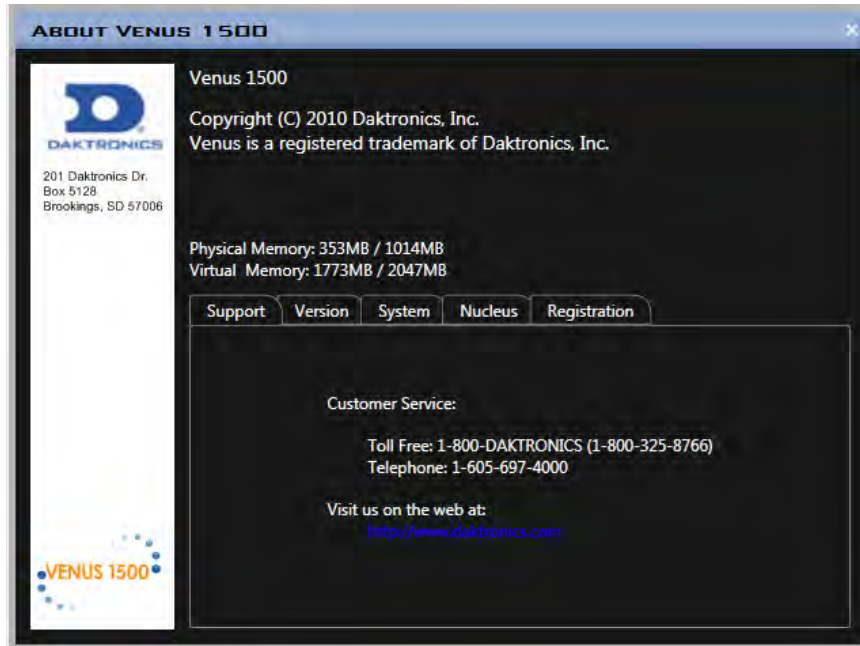 ABOUT VENUS 1500
DAKTRONICS
201 Daktronics Dr.
Box 5128
Brookings, SD 57006
Venus 1500
Copyright (C) 2010 Daktronics, Inc.
Venus is a registered trademark of Daktronics, Inc.
Physical Memory: 353MB / 1014MB
Virtual Memory: 1773MB / 2047MB
Support Version System Nucleus Registration
Customer Service:
Toll Free: 1-800-DAKTRONICS (1-800-325-8766)
Telephone: 1-605-697-4000
Visit us on the web at:
http://www.daktronics.com
VENUS 1500